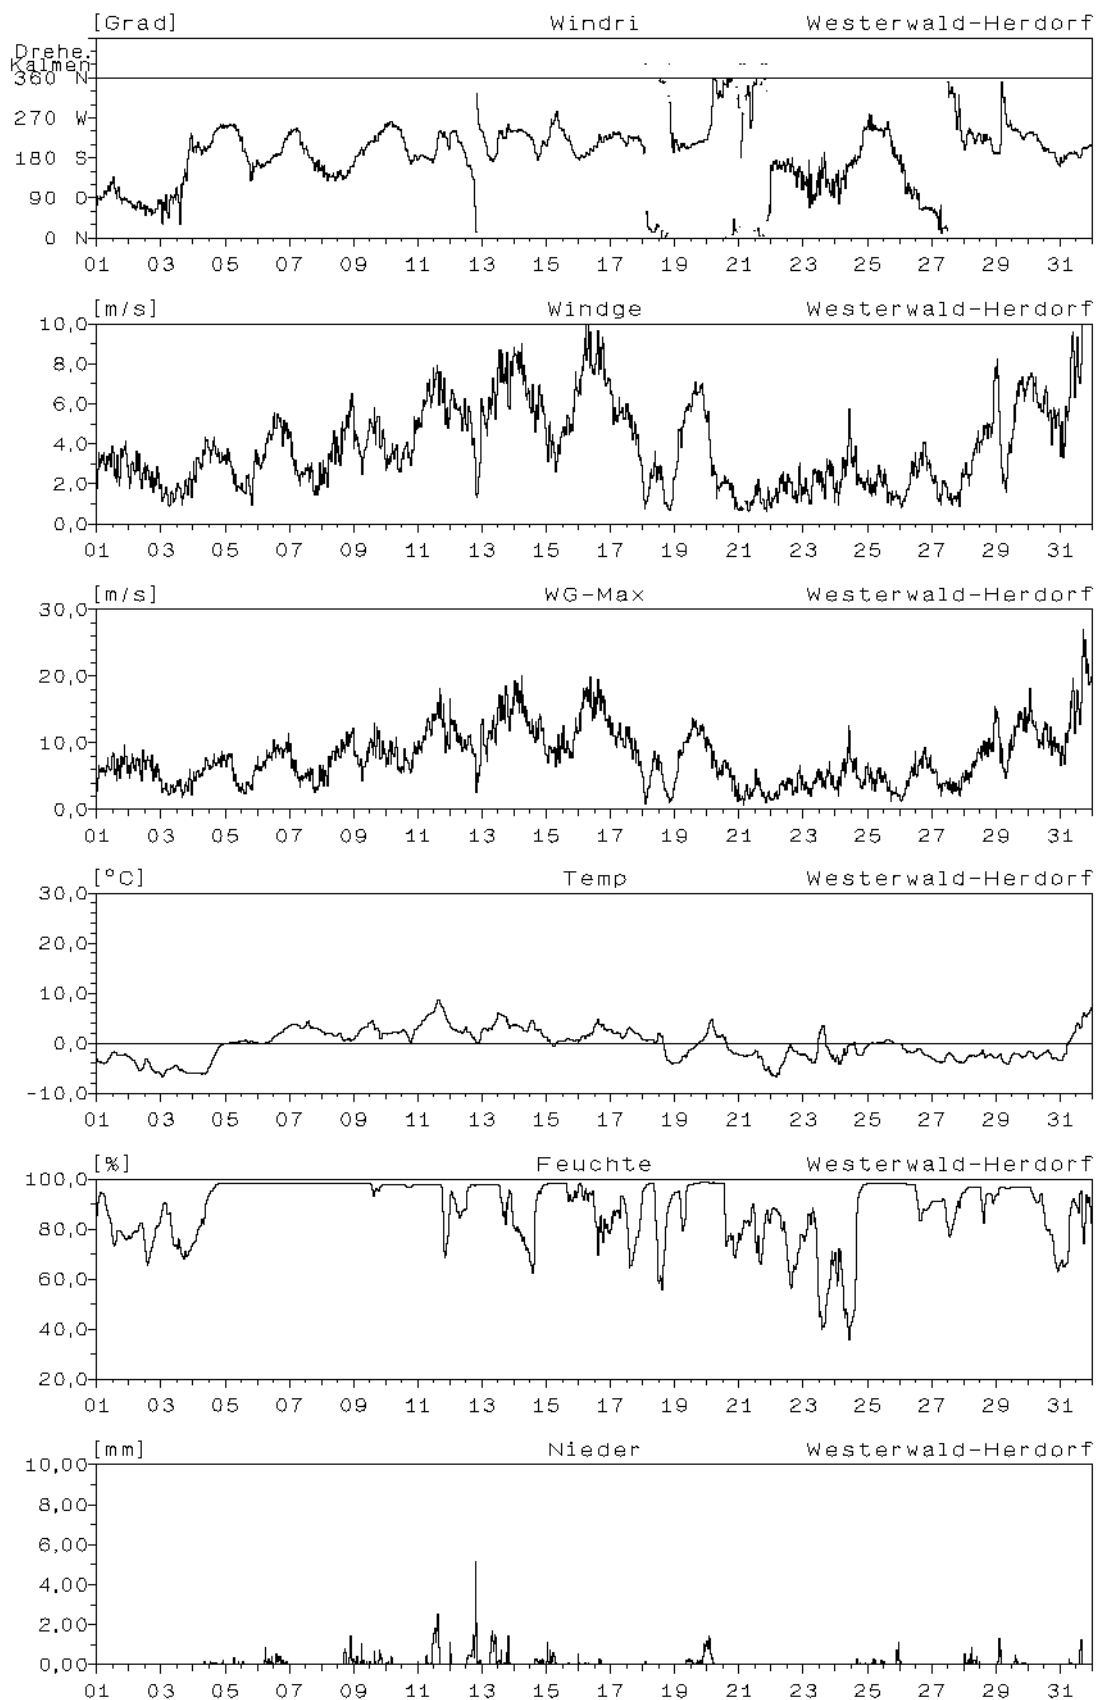 [Grad] Windri Westerwald-Herdorf
Drehe.
Kalmen
360 N
270 W
180 S
90 O
0 N
01 03 05 07 09 11 13 15 17 19 21 23 25 27 29 31
[m/s] Windge Westerwald-Herdorf
10,0
8,0
6,0
4,0
2,0
0,0
01 03 05 07 09 11 13 15 17 19 21 23 25 27 29 31
[m/s] WG-Max Westerwald-Herdorf
30,0
20,0
10,0
0,0
01 03 05 07 09 11 13 15 17 19 21 23 25 27 29 31
[°C] Temp Westerwald-Herdorf
30,0
20,0
10,0
0,0
-10,0
01 03 05 07 09 11 13 15 17 19 21 23 25 27 29 31
[%] Feuchte Westerwald-Herdorf
100,0
80,0
60,0
40,0
20,0
01 03 05 07 09 11 13 15 17 19 21 23 25 27 29 31
[mm] Nieder Westerwald-Herdorf
10,00
8,00
6,00
4,00
2,00
0,00
01 03 05 07 09 11 13 15 17 19 21 23 25 27 29 31